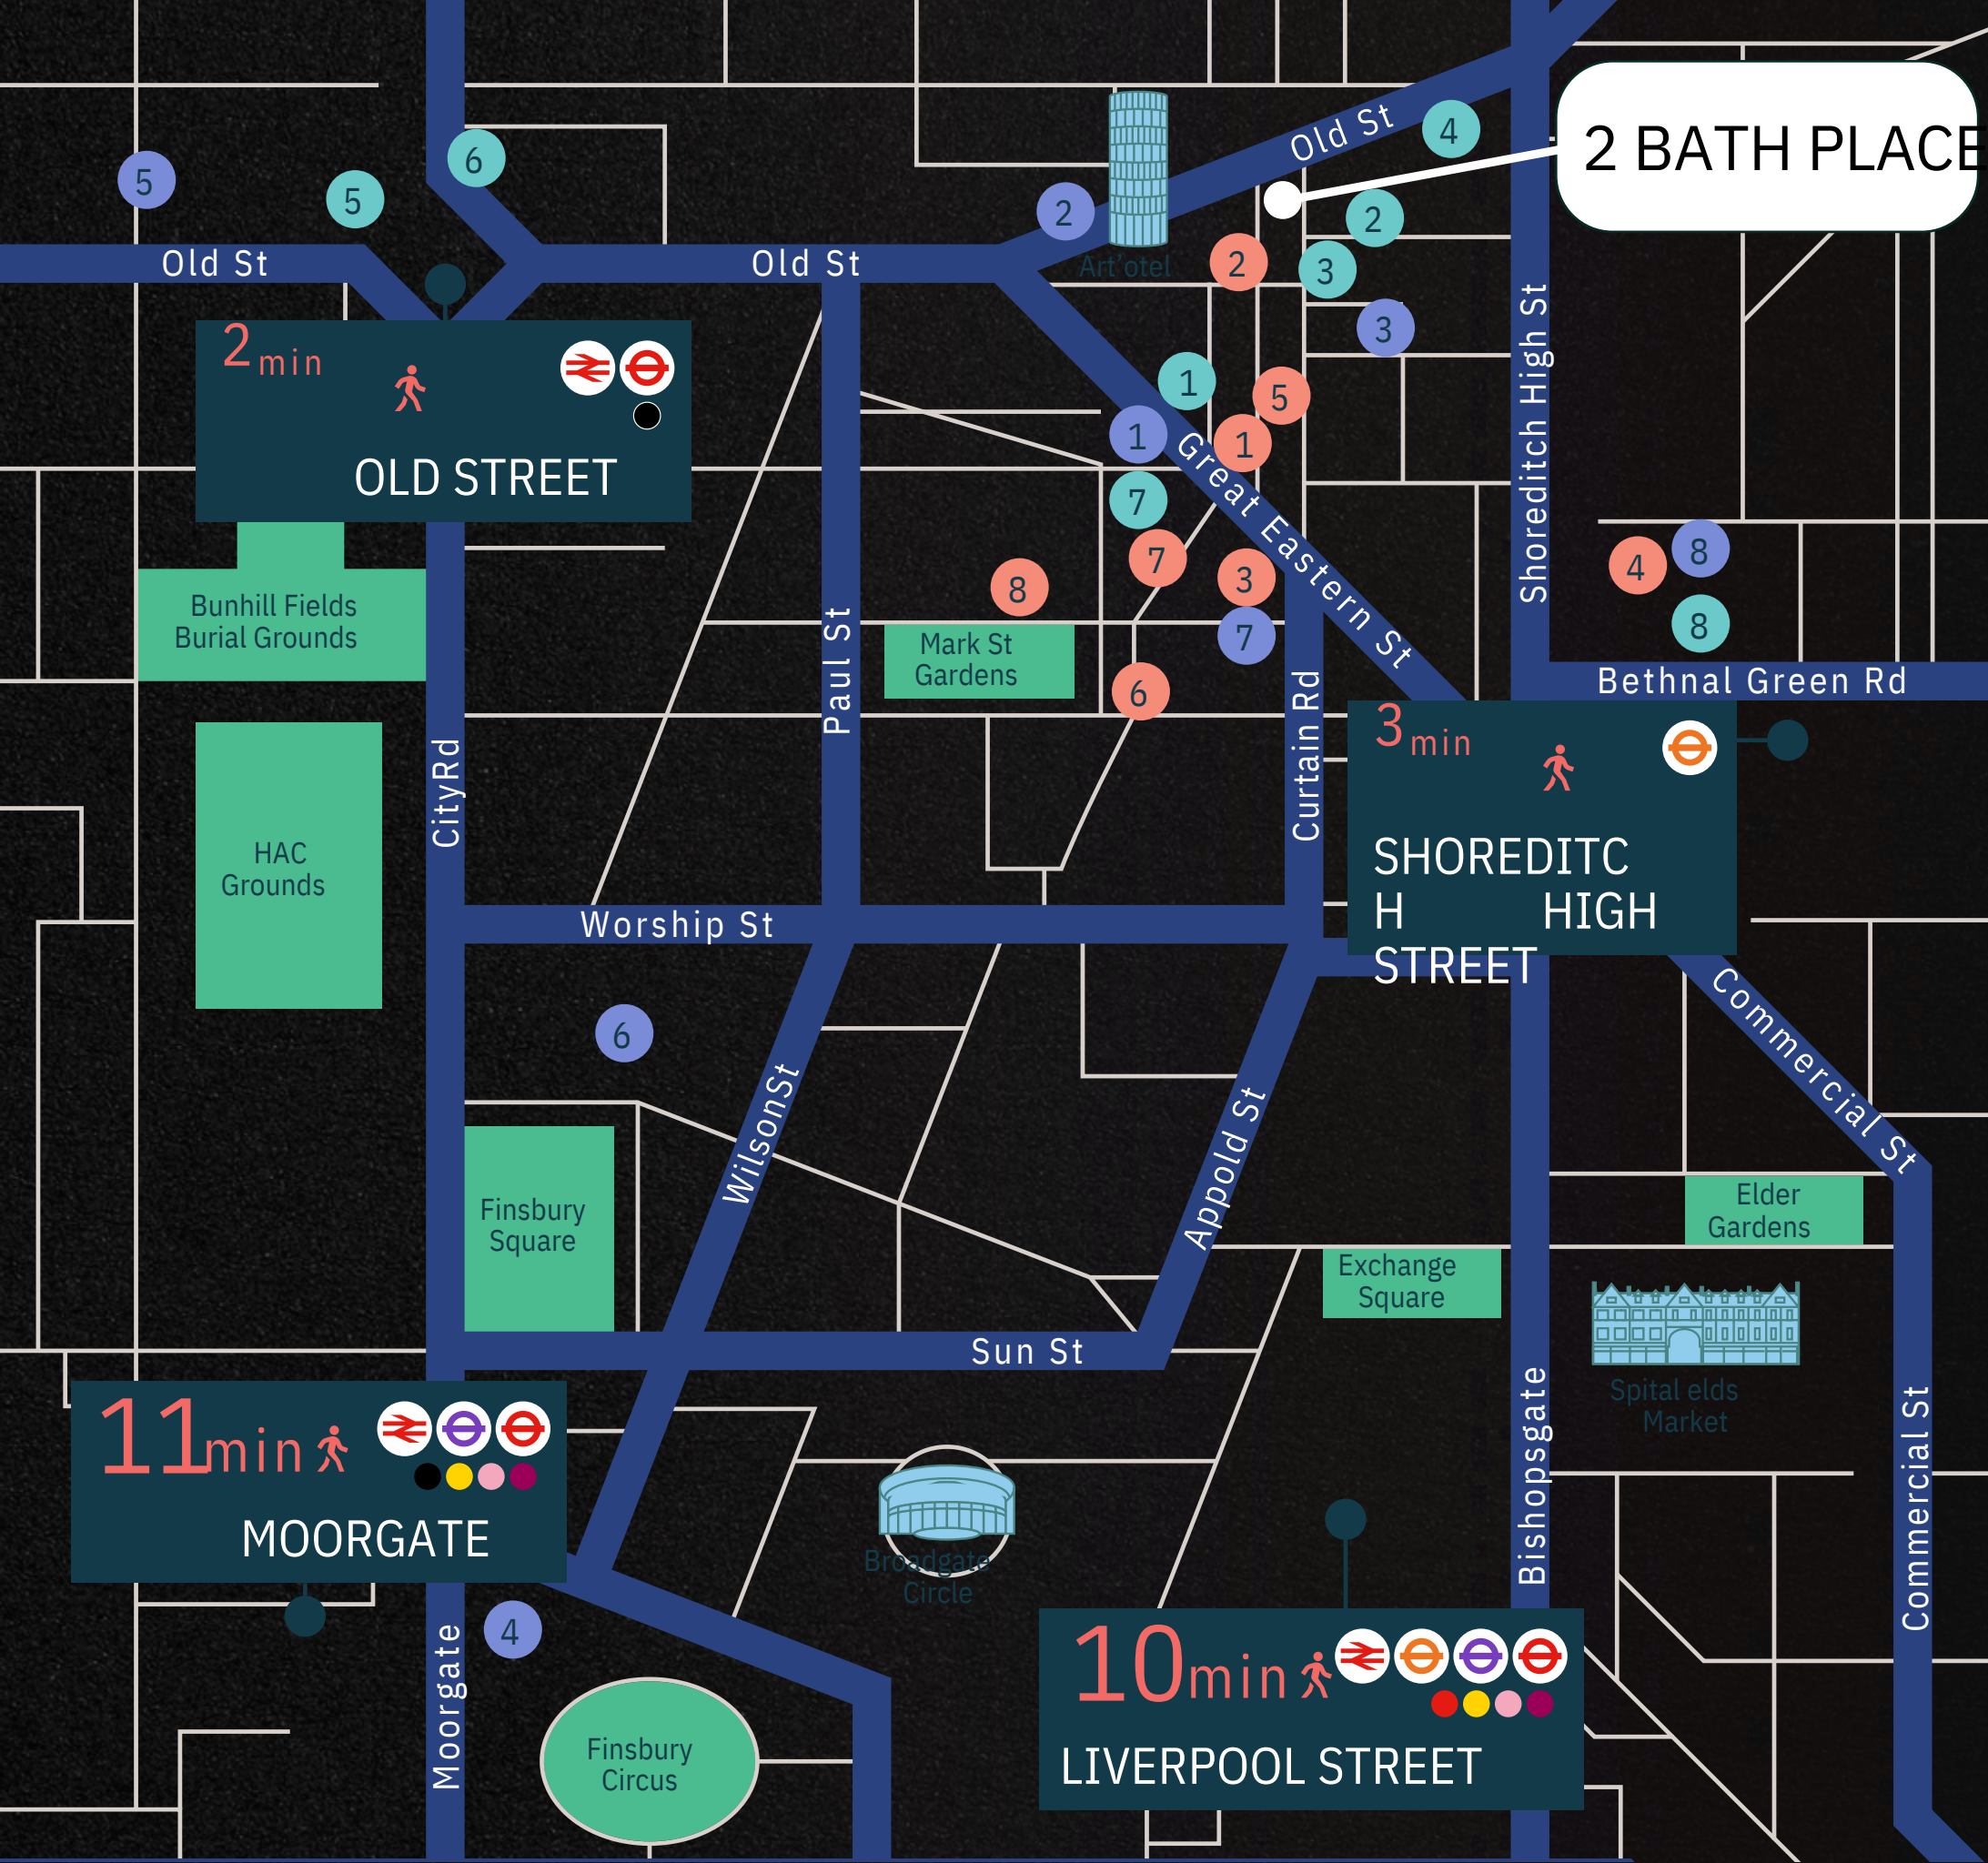 Old St
4
2 BATH PLACE
6
5
5
2
2
Old St
Old St
Art'otel
2
3
3
2 min
OLD STREET
1
5
1
1
Great Eastern St
Shoreditch High St
7
7
3
8
4
8
8
7
Bunhill Fields
Burial Grounds
Mark St
Gardens
Paul St
6
Curtain Rd
Bethnal Green Rd
3 min
SHOREDITC
H HIGH
STREET
CityRd
HAC
Grounds
Worship St
6
WilsonSt
Appold St
Commercial St
Finsbury
Square
Elder
Gardens
Exchange
Square
Sun St
Spital elds
Market
Bishopsgate
Commercial St
11min
MOORGATE
Broadgate
Circle
4
Moorgate
10min
LIVERPOOL STREET
Finsbury
Circus